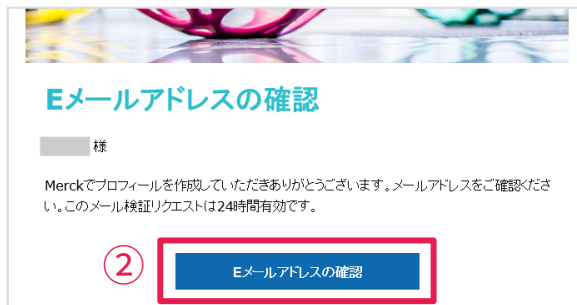 Eメールアドレスの確認
様
Merckでプロフィールを作成していただきありがとうございます。メールアドレスをご確認くださ
い。このメール検証リクエストは24時間有効です。
②
Eメールアドレスの確認